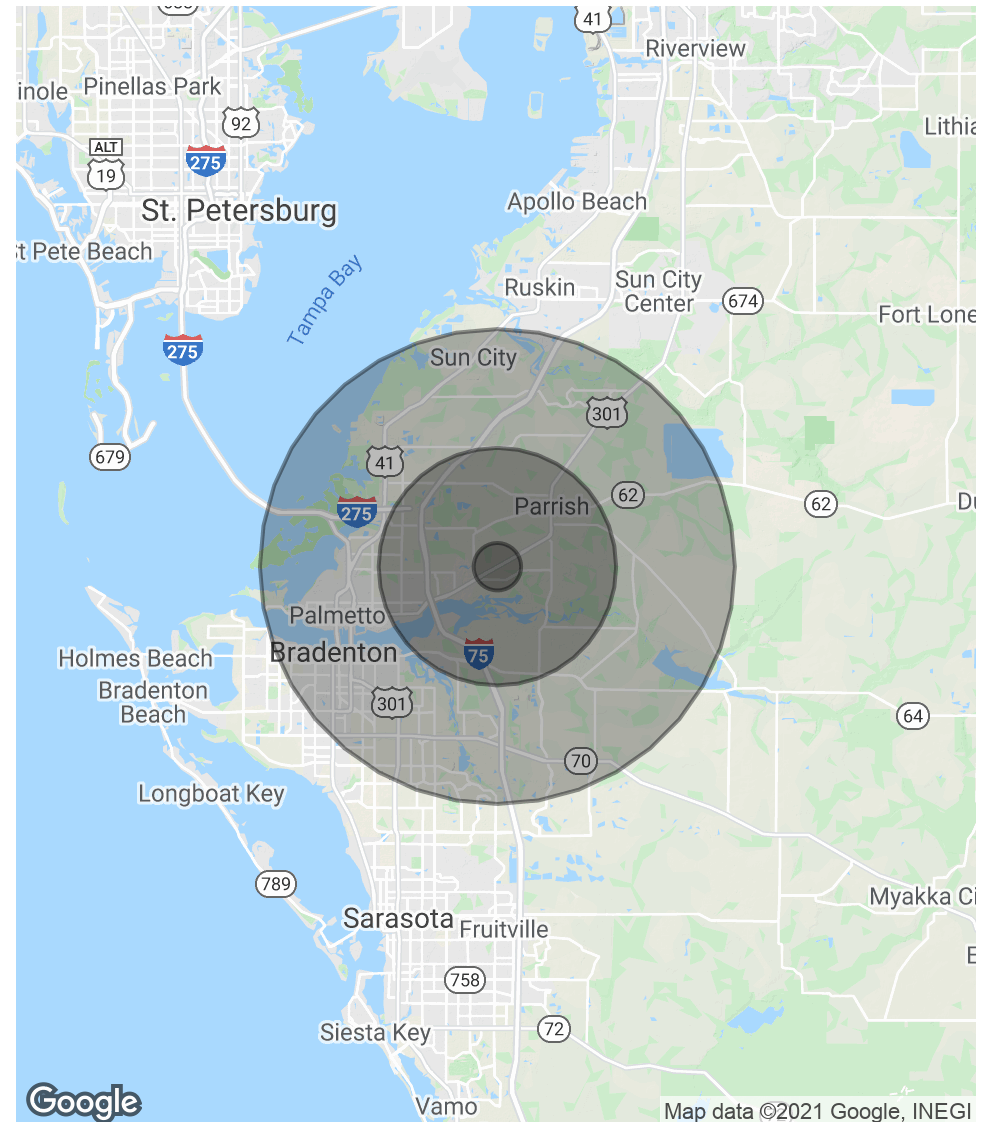 41
Riverview
inole
Pinellas Park
92
Lithia
ALT
19
275
Apollo Beach
St. Petersburg
St Pete Beach
Tampa Bay
Ruskin
Sun City
Center
674
Fort Lone
275
Sun City
301
679
41
275
Parrish
62
62
Du
Palmetto
Bradenton
75
Holmes Beach
Bradenton
Beach
301
64
70
Longboat Key
789
Myakka Ci
Sarasota
Fruitville
E
758
Siesta Key
72
Google
Vamo
Map data ©2021 Google, INEGI